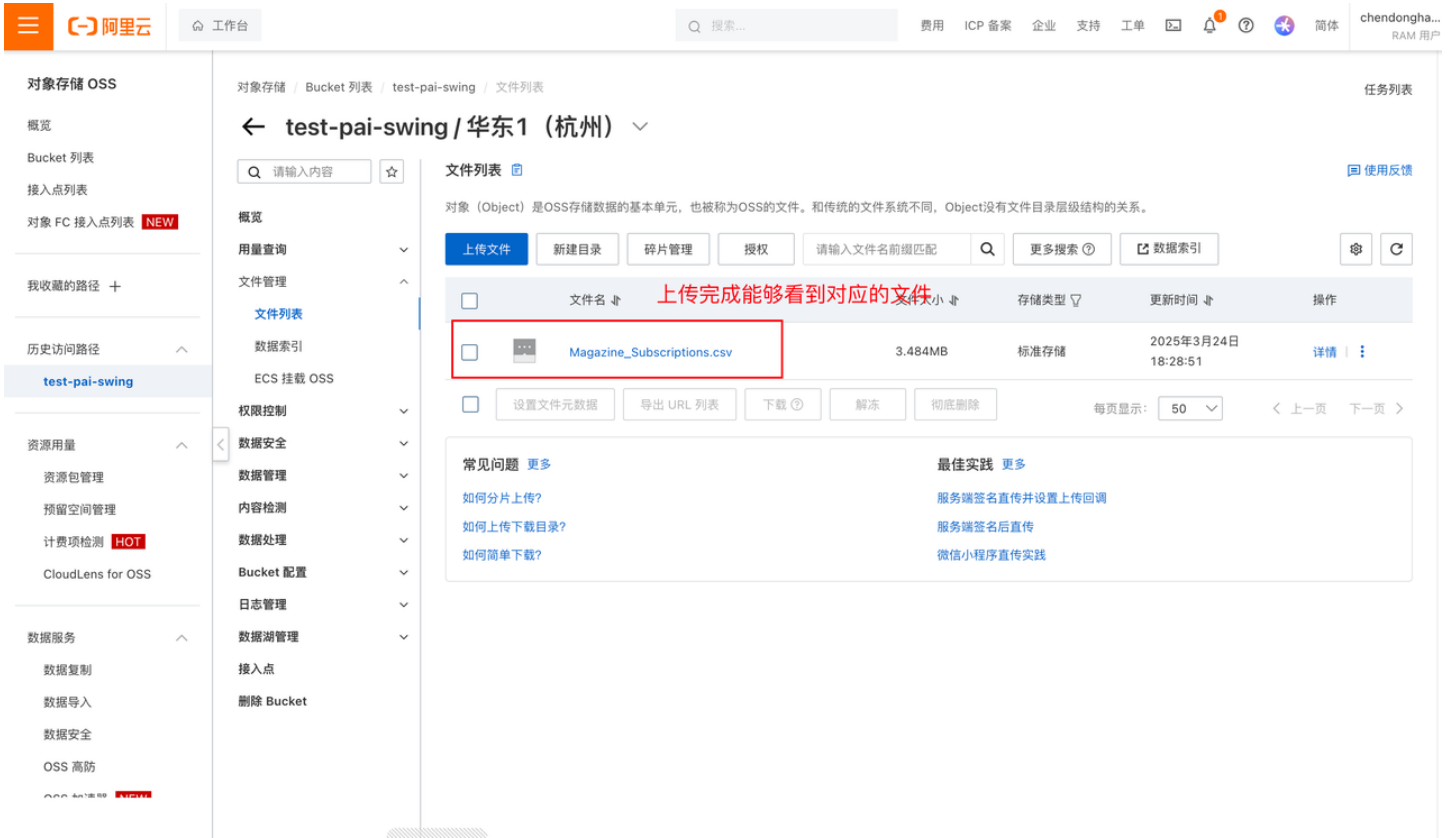 阿里云
工作台
搜索...
费用
ICP 备案
企业
支持
工单
1
简体
chendongha...
RAM 用户
对象存储 OSS
概览
Bucket 列表
接入点列表
对象 FC 接入点列表 NEW
我收藏的路径
历史访问路径
test-pai-swing
资源用量
资源包管理
预留空间管理
计费项检测 HOT
CloudLens for OSS
数据服务
数据复制
数据导入
数据安全
OSS 高防
OSS 加速器 NEW
对象存储 / Bucket 列表 / test-pai-swing / 文件列表
任务列表
test-pai-swing / 华东1（杭州）
请输入内容
概览
用量查询
文件管理
文件列表
数据索引
ECS 挂载 OSS
权限控制
数据安全
数据管理
内容检测
数据处理
Bucket 配置
日志管理
数据湖管理
接入点
删除 Bucket
文件列表
使用反馈
对象（Object）是OSS存储数据的基本单元，也被称为OSS的文件。和传统的文件系统不同，Object没有文件目录层级结构的关系。
上传文件
新建目录
碎片管理
授权
请输入文件名前缀匹配
更多搜索
数据索引
上传完成能够看到对应的文件
文件名
文件大小
存储类型
更新时间
操作
Magazine_Subscriptions.csv
3.484MB
标准存储
2025年3月24日
18:28:51
详情
设置文件元数据
导出 URL 列表
下载
解冻
彻底删除
每页显示：
50
上一页
下一页
常见问题 更多
如何分片上传?
如何上传下载目录?
如何简单下载?
最佳实践 更多
服务端签名直传并设置上传回调
服务端签名后直传
微信小程序直传实践